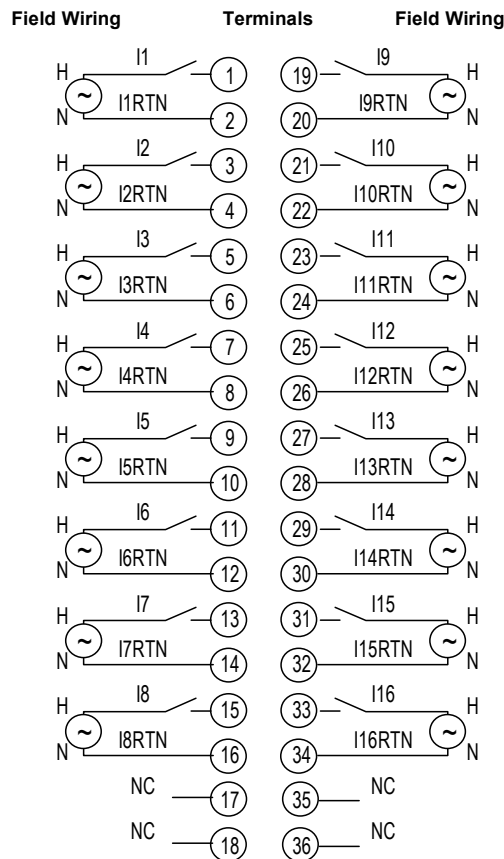 Field Wiring Terminals Field Wiring
H I1 1 19 I9 H
N I1RTN 2 20 I9RTN N
H I2 3 21 I10 H
N I2RTN 4 22 I10RTN N
H I3 5 23 I11 H
N I3RTN 6 24 I11RTN N
H I4 7 25 I12 H
N I4RTN 8 26 I12RTN N
H I5 9 27 I13 H
N I5RTN 10 28 I13RTN N
H I6 11 29 I14 H
N I6RTN 12 30 I14RTN N
H I7 13 31 I15 H
N I7RTN 14 32 I15RTN N
H I8 15 33 I16 H
N I8RTN 16 34 I16RTN N
NC 17 35 NC
NC 18 36 NC